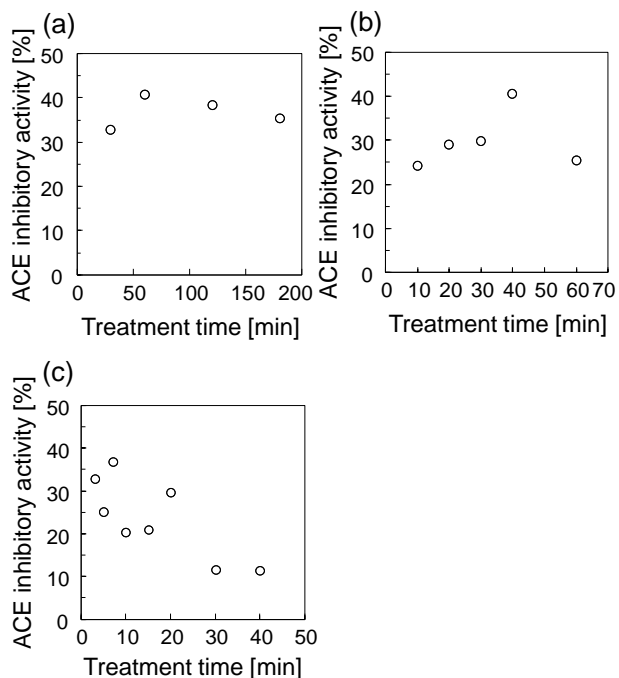 (a)
ACE inhibitory activity [%]
50
40
30
20
10
0
0 50 100 150 200
Treatment time [min]
(b)
ACE inhibitory activity [%]
50
40
30
20
10
0
0 10 20 30 40 50 60 70
Treatment time [min]
(c)
ACE inhibitory activity [%]
50
40
30
20
10
0
0 10 20 30 40 50
Treatment time [min]